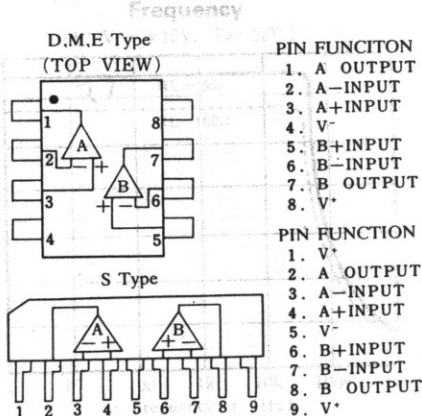 Frequency
D,M,E Type
(TOP VIEW)
1
2
3
4
8
7
6
5
A
- +
B
+ -
PIN FUNCITON
1. A OUTPUT
2. A-INPUT
3. A+INPUT
4. V-
5. B+INPUT
6. B-INPUT
7. B OUTPUT
8. V+
S Type
A
- +
B
+ -
1 2 3 4 5 6 7 8 9
PIN FUNCTION
1. V+
2. A OUTPUT
3. A-INPUT
4. A+INPUT
5. V-
6. B+INPUT
7. B-INPUT
8. B OUTPUT
9. V+